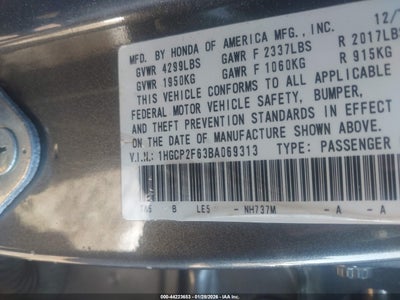 MFD. BY HONDA OF AMERICA MFG., INC. 12/
GVWR 4299LBS GAWR F 2337LBS R 2017LBS
GVWR 1950KG GAWR F 1060KG R 915KG
THIS VEHICLE CONFORMS TO ALL APPLICABLE
FEDERAL MOTOR VEHICLE SAFETY, BUMPER,
AND THEFT PREVENTION STANDARDS IN EFFECT
ON THE DATE OF MANUFACTURE SHOWN ABOVE.
V.I.N.: 1HGCP2F63BA069313 TYPE: PASSENGER
B LE5 - NH737M -A -A
000-44223653 - 01/28/2026 - IAA Inc.